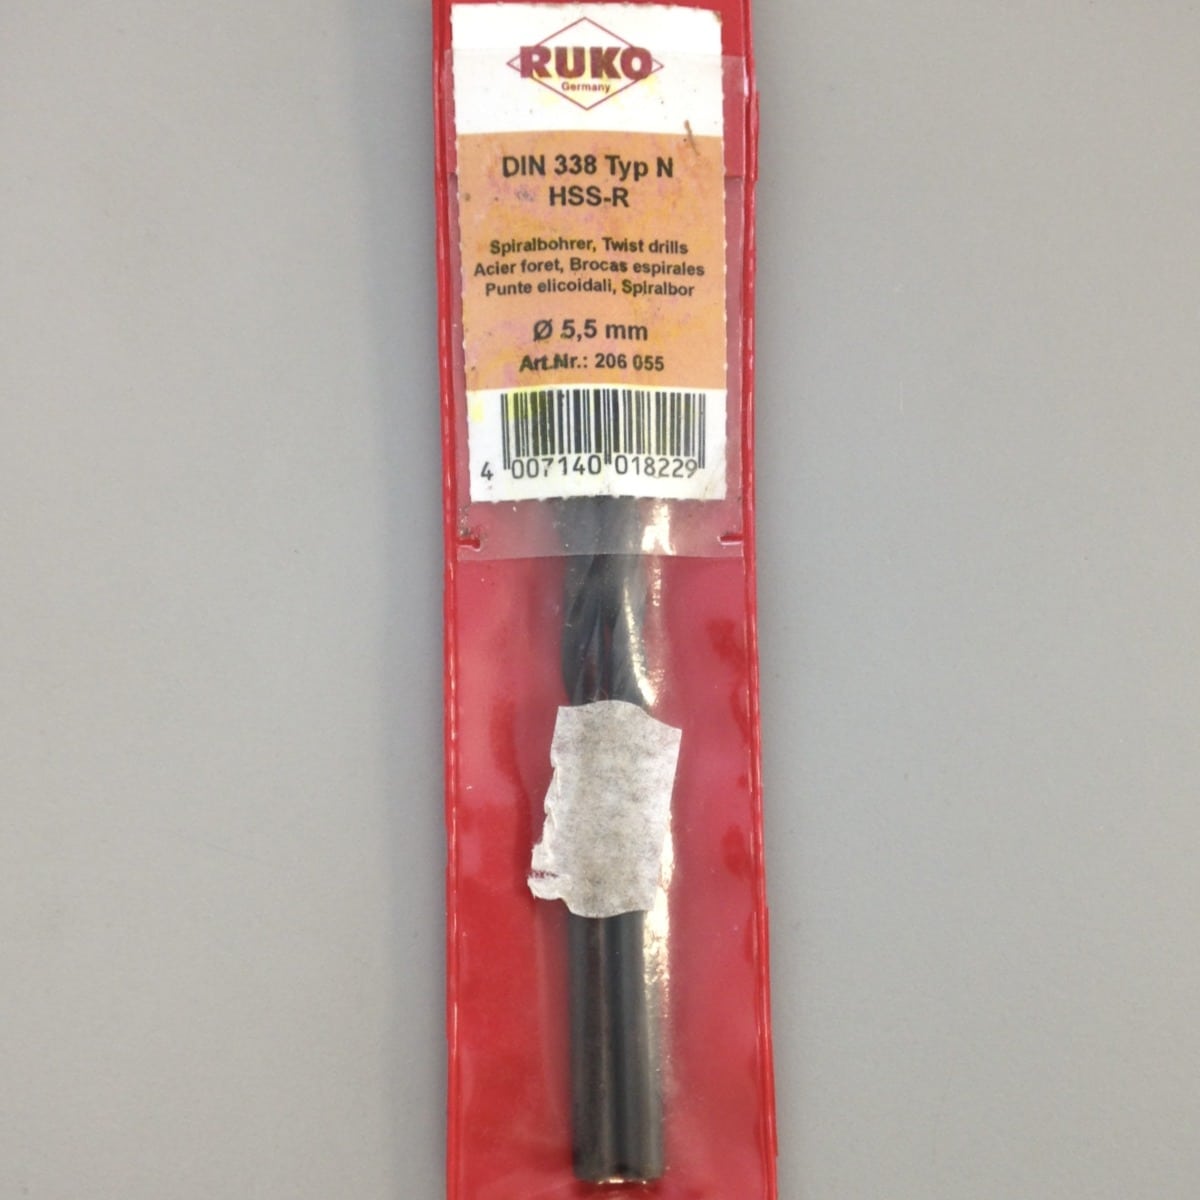 RUKO
Germany
DIN 338 Typ N
HSS-R
Spiralbohrer, Twist drills
Acier foret, Brocas espirales
Punte elicoidali, Spiralbor
Ø 5,5 mm
Art.Nr.: 206 055
4 007140 018229